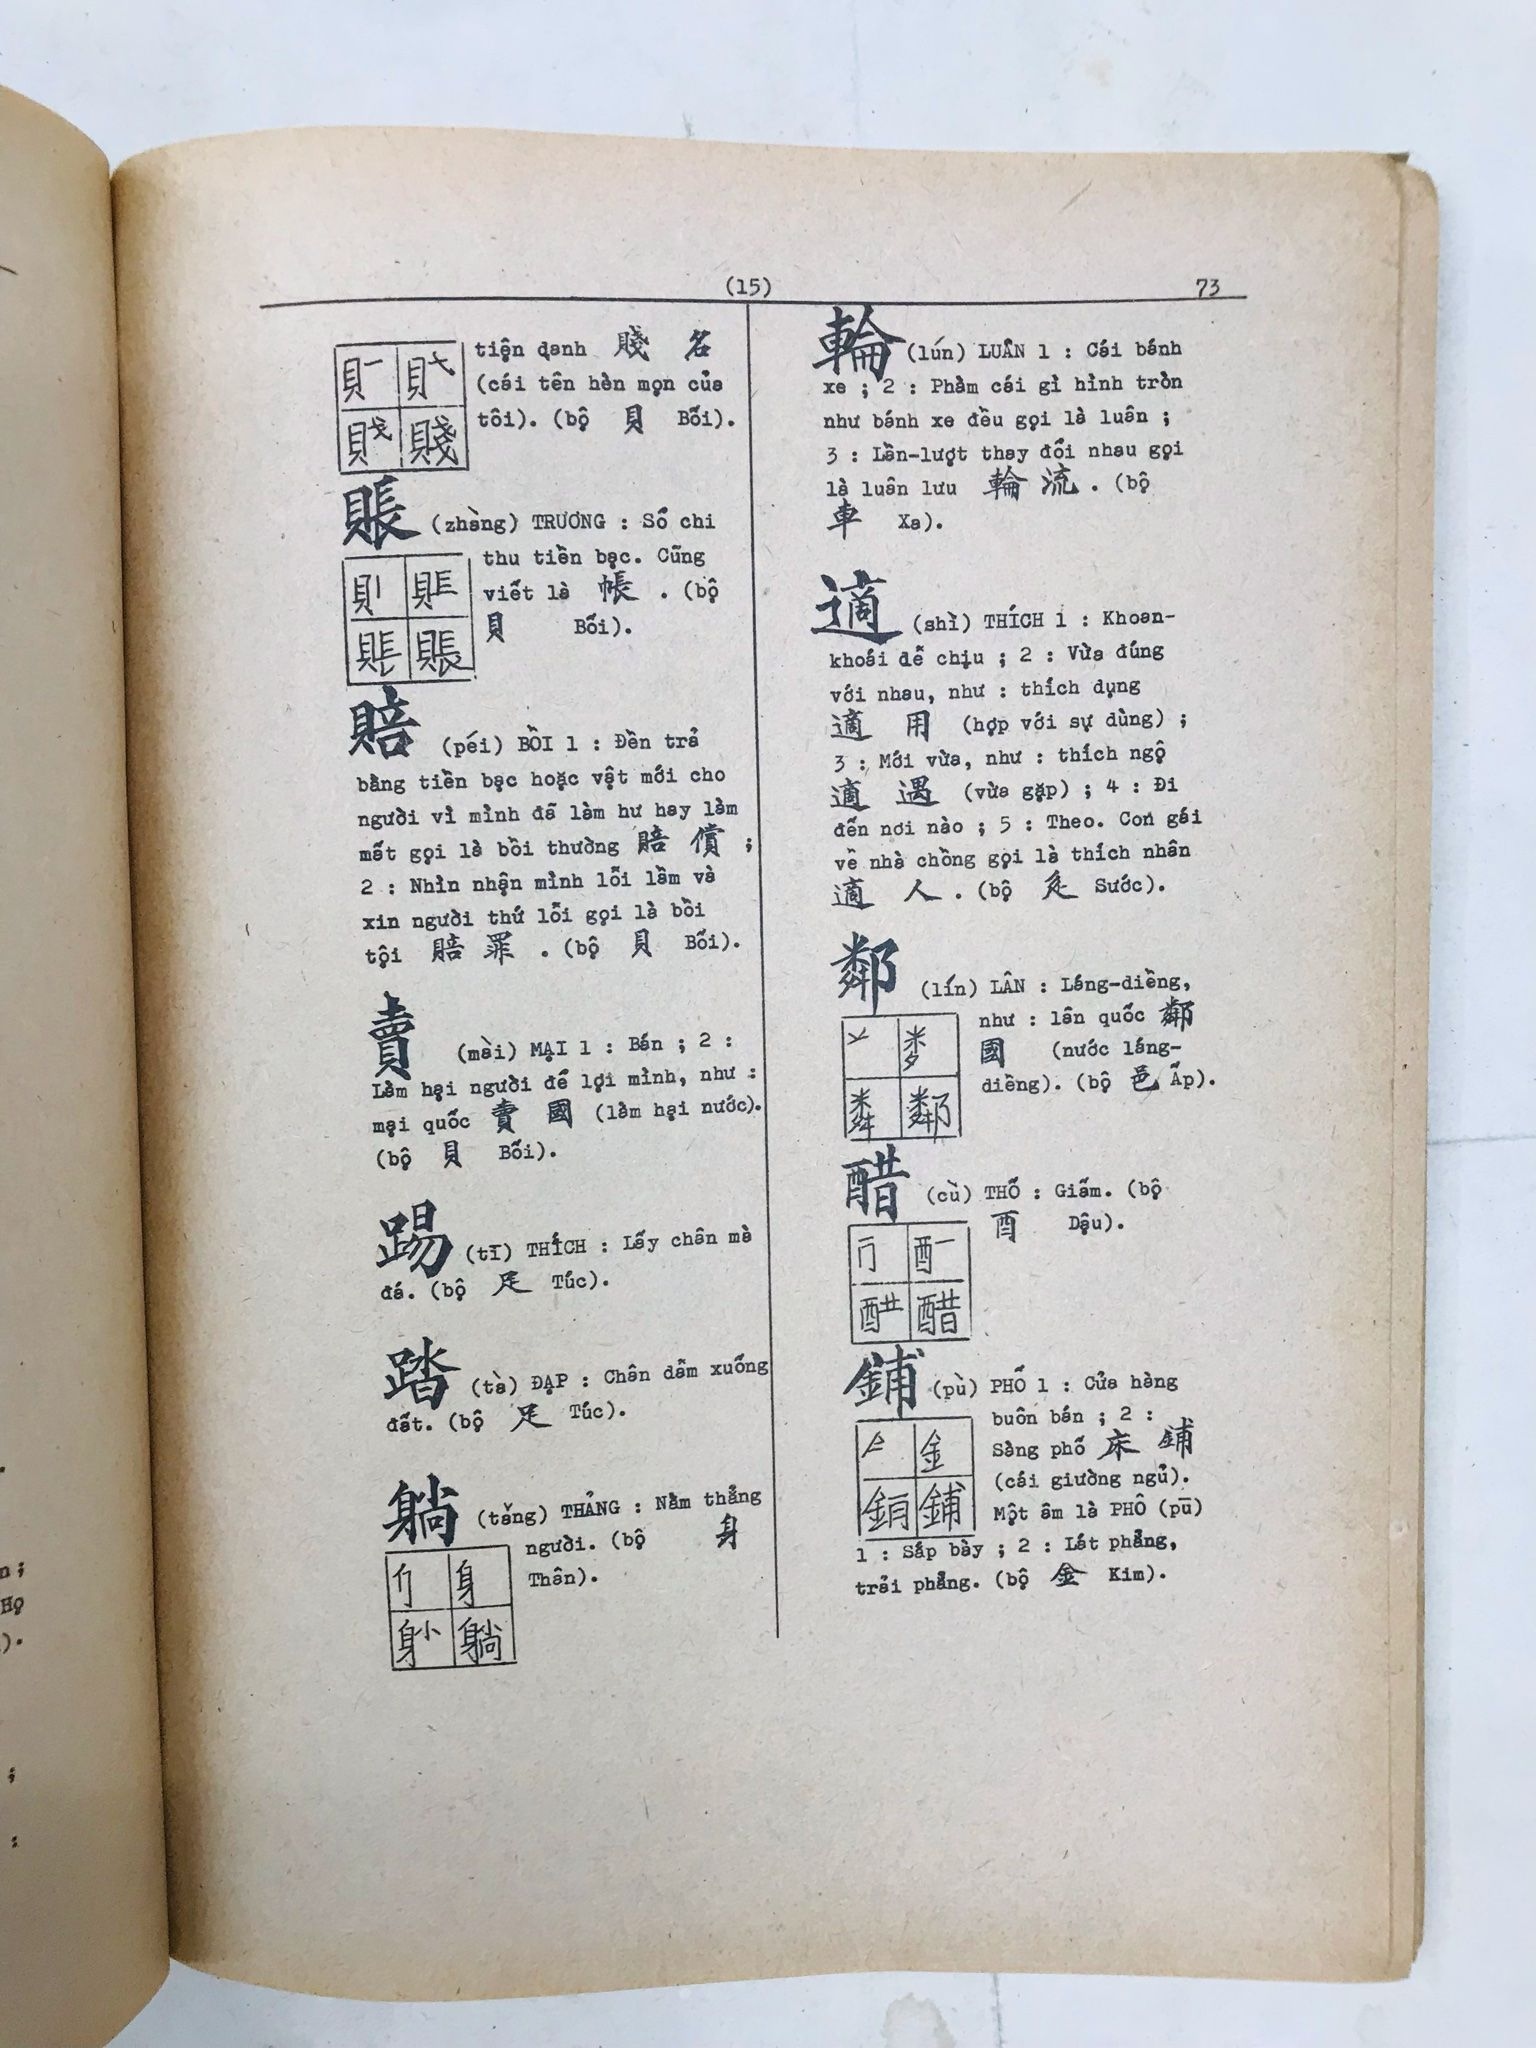 (15) 73
貝一 貝 賤
tiện danh 賤 名
(cái tên hèn mọn của
tôi). (bộ 貝 Bối).
賬 (zhàng) TRƯƠNG : Sổ chi
thu tiền bạc. Cũng
viết là 帳 . (bộ
貝 Bối).
賬
賠 (péi) BỒI 1 : Đền trả
bằng tiền bạc hoặc vật mới cho
người vì mình đã làm hư hay làm
mất gọi là bồi thường 賠 償 ;
2 : Nhìn nhận mình lỗi lầm và
xin người thứ lỗi gọi là bồi
tội 賠 罪 . (bộ 貝 Bối).
賣 (mài) MẠI 1 : Bán ; 2 :
Làm hại người để lợi mình, như :
mại quốc 賣 國 (làm hại nước).
(bộ 貝 Bối).
踢 (tī) THÍCH : Lấy chân mà
đá. (bộ 足 Túc).
踏 (tà) ĐẠP : Chân dẫm xuống
đất. (bộ 足 Túc).
躺 (tǎng) THẢNG : Nằm thẳng
người. (bộ 身
Thân).
身
躺
輪 (lún) LUÂN 1 : Cái bánh
xe ; 2 : Phàm cái gì hình tròn
như bánh xe đều gọi là luân ;
3 : Lần-lượt thay đổi nhau gọi
là luân lưu 輪 流 . (bộ
車 Xa).
適 (shì) THÍCH 1 : Khoan-
khoái dễ chịu ; 2 : Vừa đúng
với nhau, như : thích dụng
適 用 (hợp với sự dùng) ;
3 : Mới vừa, như : thích ngộ
適 遇 (vừa gặp) ; 4 : Đi
đến nơi nào ; 5 : Theo. Con gái
về nhà chồng gọi là thích nhân
適 人 . (bộ 辵 Sước).
鄰 (lín) LÂN : Láng-diềng,
như : lân quốc 鄰
國 (nước láng-
diềng). (bộ 邑 Ấp).
鄰
醋 (cù) THỐ : Giấm. (bộ
酉 Dậu).
醋
鋪 (pù) PHỐ 1 : Cửa hàng
buôn bán ; 2 :
Sàng phố 床 鋪
(cái giường ngủ).
Một âm là PHÔ (pū)
金
鋪
1 : Sắp bày ; 2 : Lát phẳng,
trải phẳng. (bộ 金 Kim).